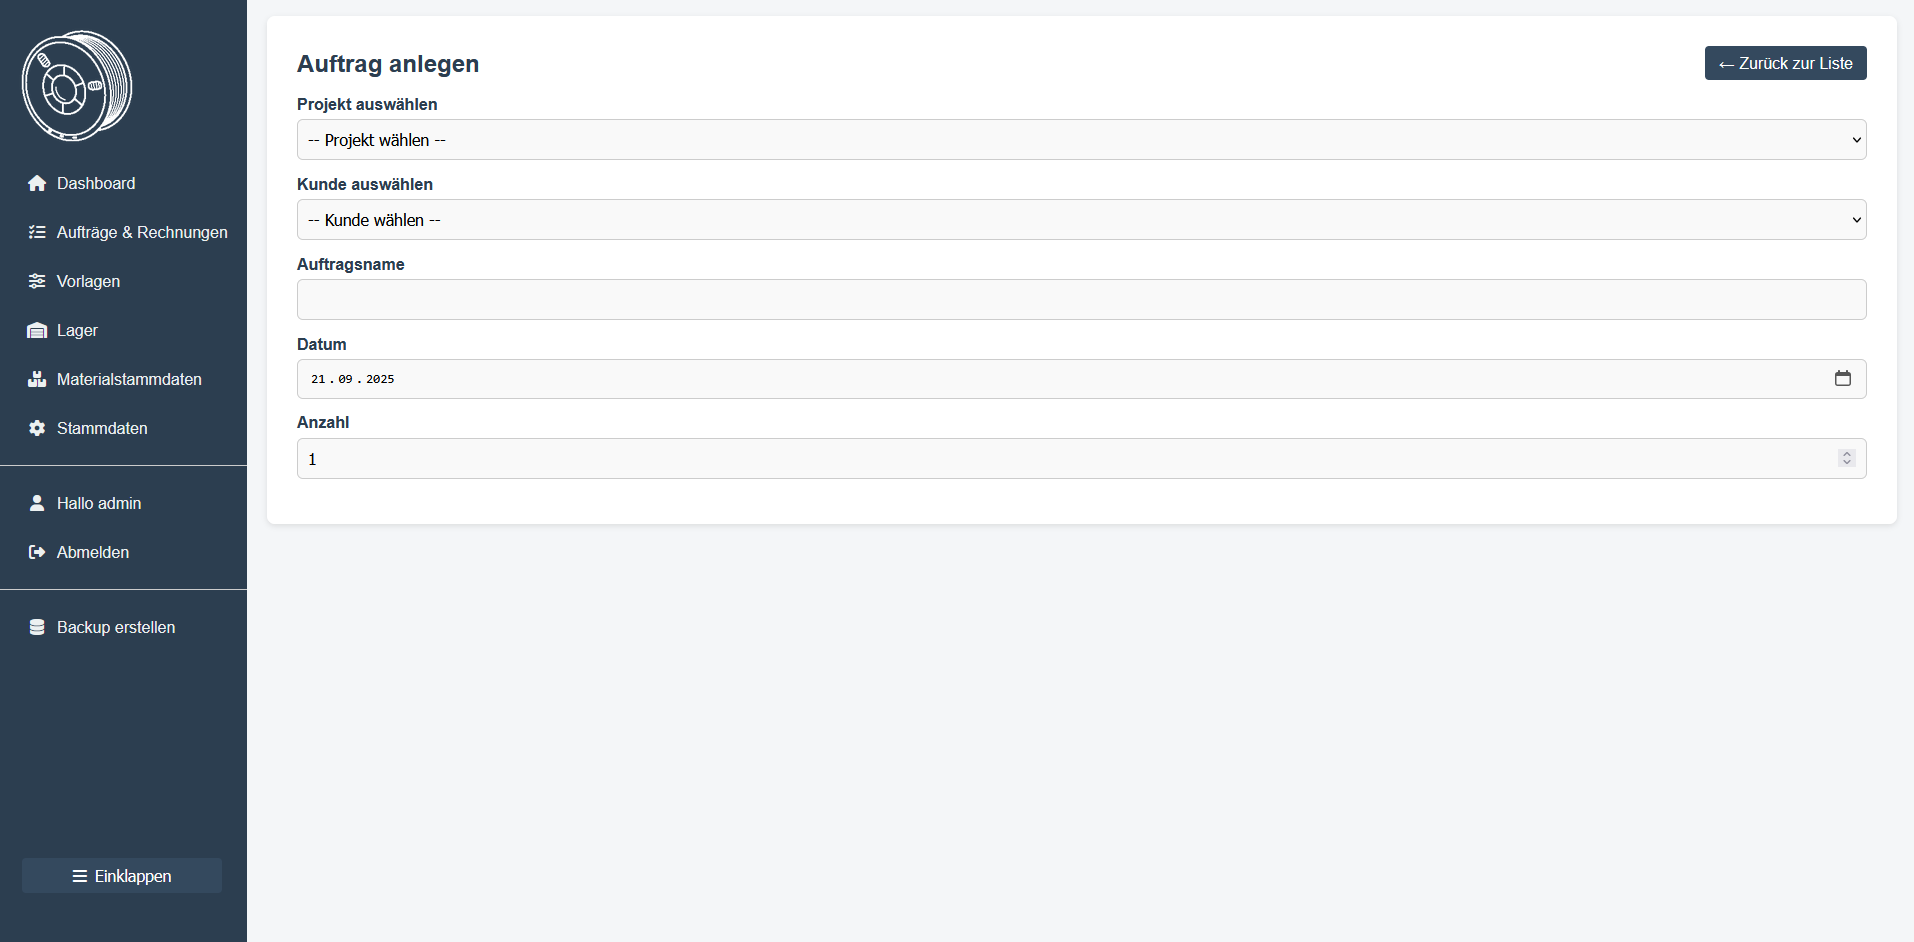 Dashboard
Aufträge & Rechnungen
Vorlagen
Lager
Materialstammdaten
Stammdaten
Hallo admin
Abmelden
Backup erstellen
Einklappen
Auftrag anlegen
← Zurück zur Liste
Projekt auswählen
-- Projekt wählen --
Kunde auswählen
-- Kunde wählen --
Auftragsname
Datum
21.09.2025
Anzahl
1